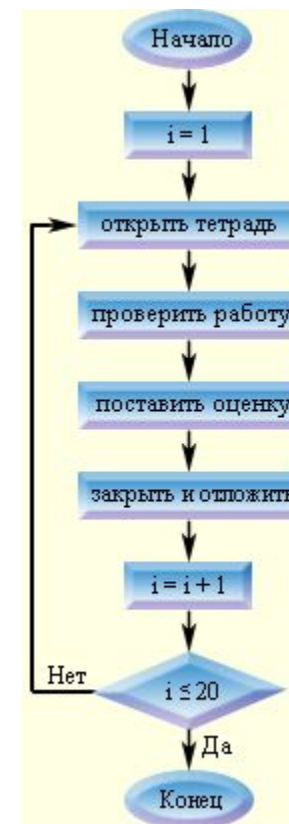 Начало
i = 1
открыть тетрадь
проверить работу
поставить оценку
закрыть и отложить
i = i + 1
Нет
i ≤ 20
Да
Конец